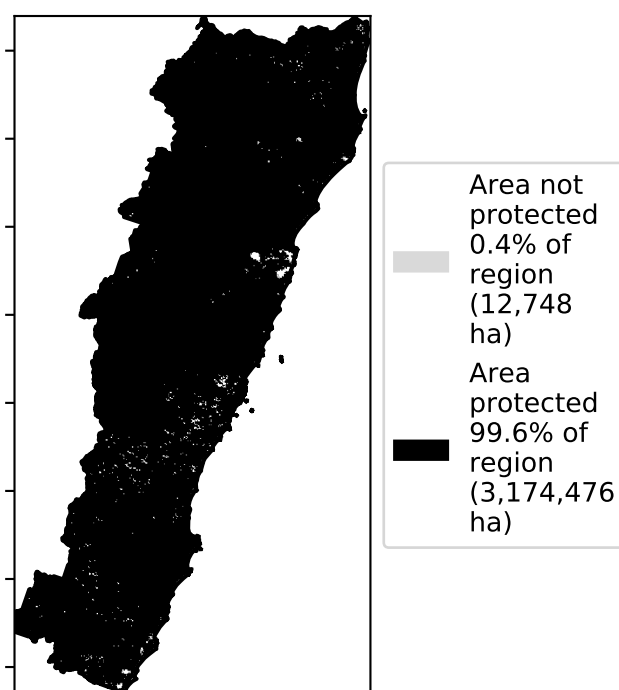 Area not
protected
0.4% of
region
(12,748
ha)
Area
protected
99.6% of
region
(3,174,476
ha)